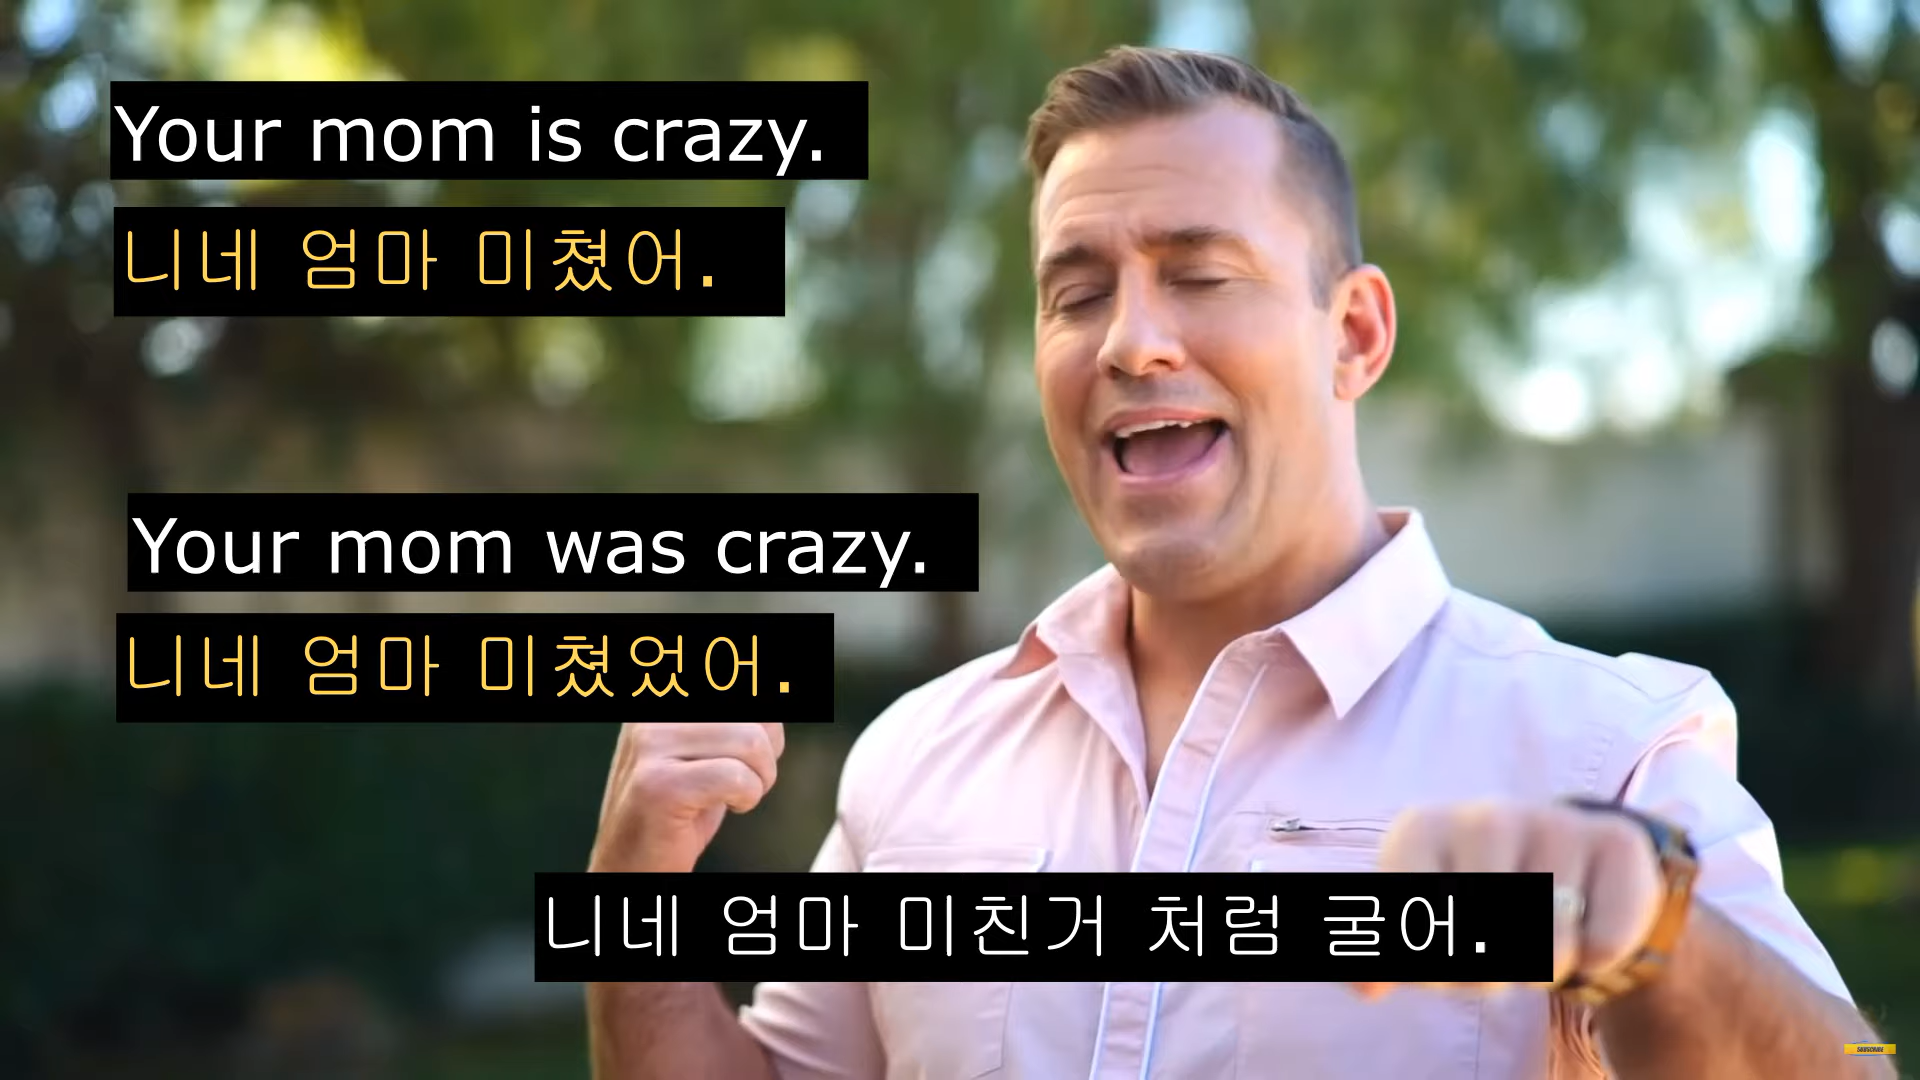 Your mom is crazy.
니네 엄마 미쳤어.
Your mom was crazy.
니네 엄마 미쳤었어.
니네 엄마 미친거 처럼 굴어.
SUBSCRIBE